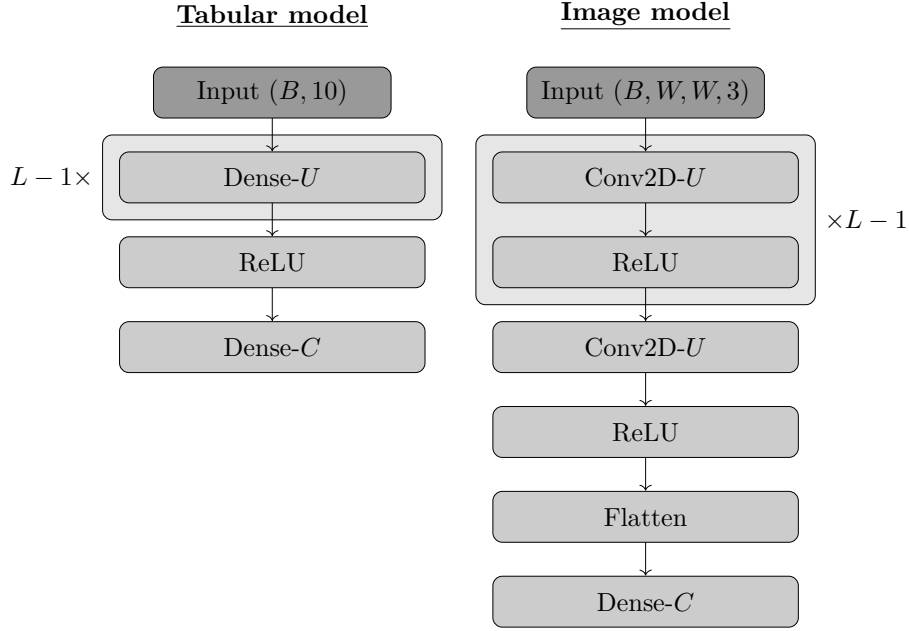 Tabular model
Input (B, 10)
L − 1×
Dense-U
ReLU
Dense-C
Image model
Input (B, W, W, 3)
Conv2D-U
ReLU
×L − 1
Conv2D-U
ReLU
Flatten
Dense-C